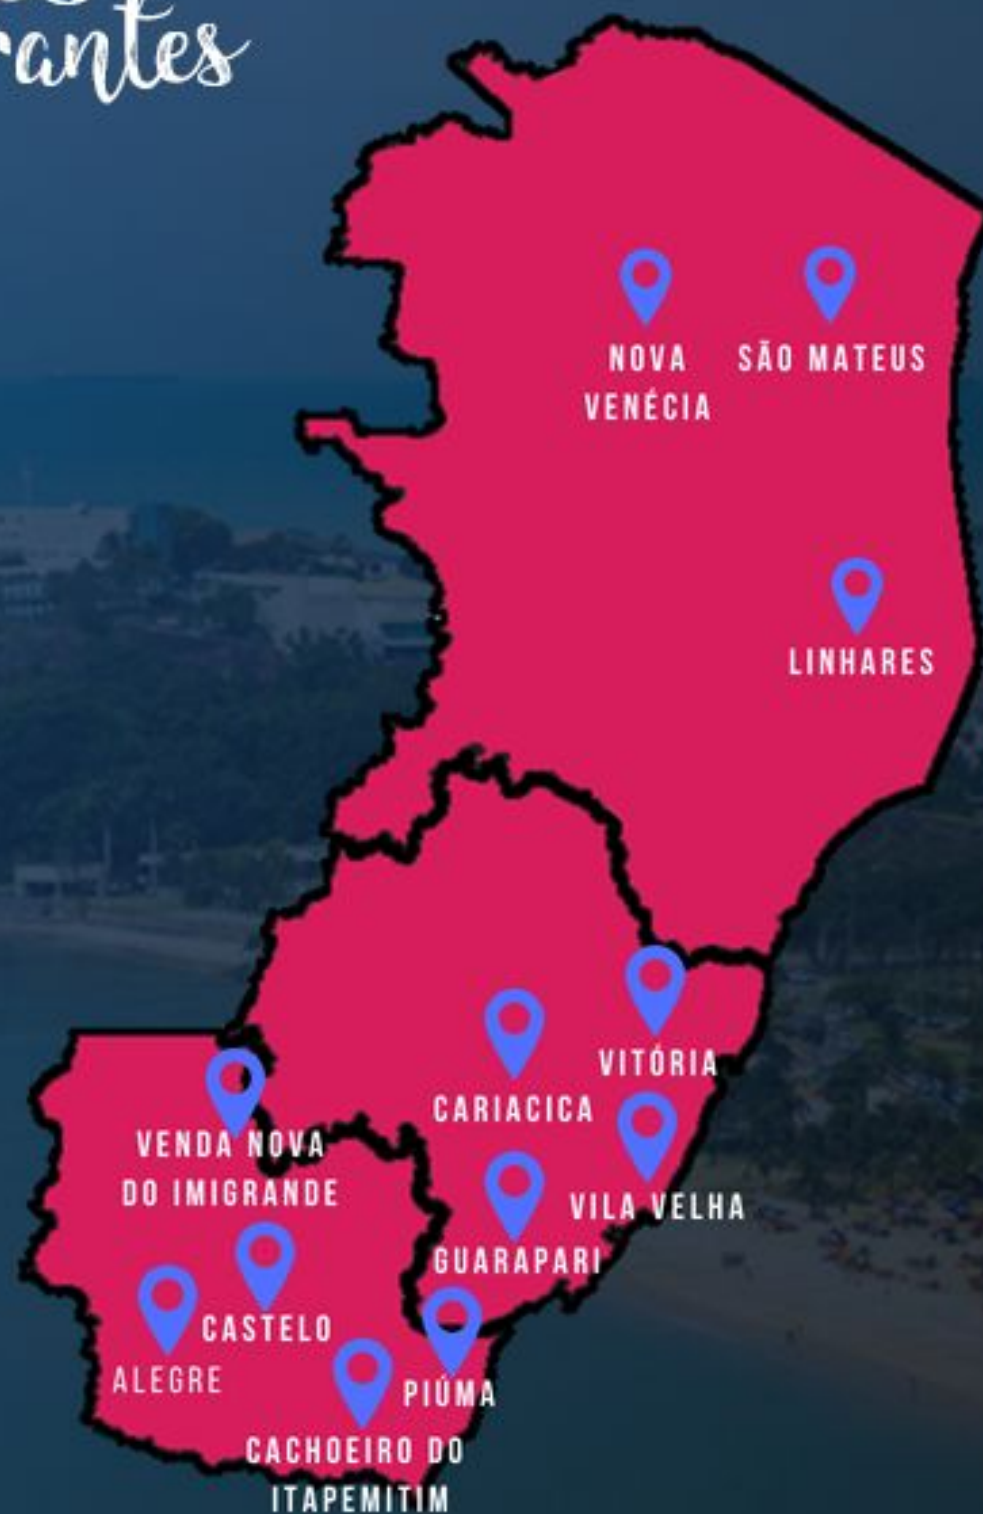 rantes
NOVA
VENÉCIA
SÃO MATEUS
LINHARES
VITÓRIA
CARIACICA
VENDA NOVA
DO IMIGRANDE
VILA VELHA
GUARAPARI
CASTELO
ALEGRE
PIÚMA
CACHOEIRO DO
ITAPEMITIM